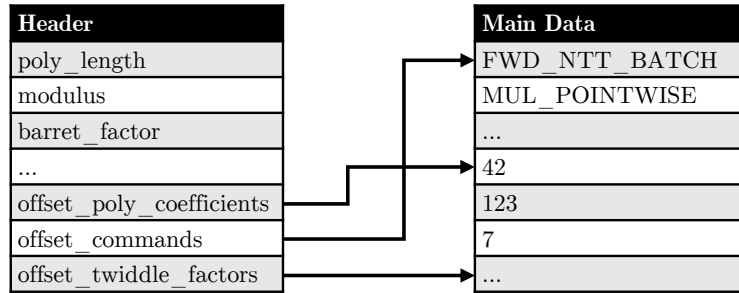 Header
poly_length
modulus
barret_factor
...
offset_poly_coefficients
offset_commands
offset_twiddle_factors
Main Data
FWD_NTT_BATCH
MUL_POINTWISE
...
42
123
7
...